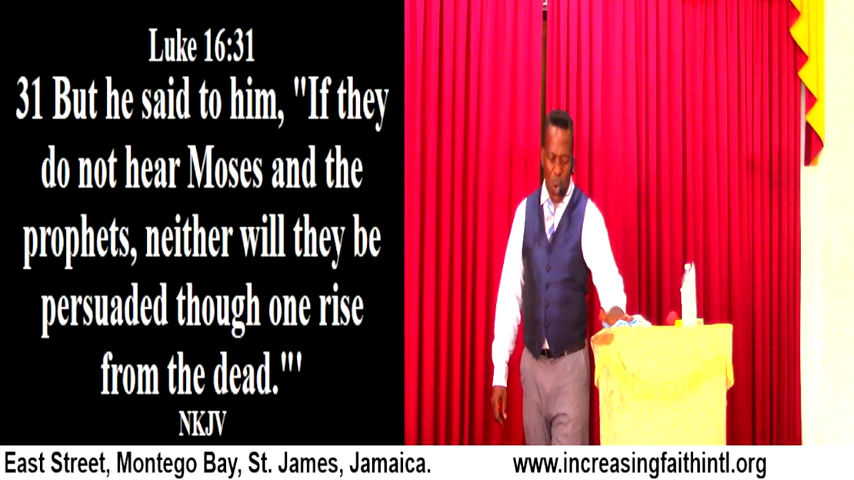 Luke 16:31
31 But he said to him, "If they
do not hear Moses and the
prophets, neither will they be
persuaded though one rise
from the dead."'
NKJV
East Street, Montego Bay, St. James, Jamaica.
www.increasingfaithintl.org